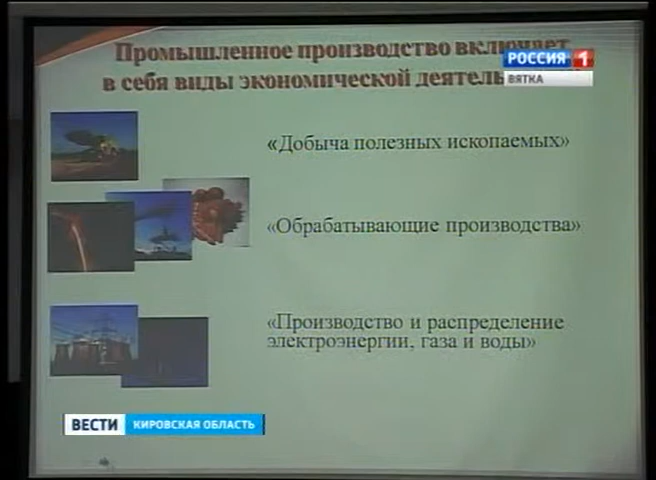 Промышленное производство включает
в себя виды экономической
РОССИЯ 1
ВЯТКА
«Добыча полезных ископаемых»
«Обрабатывающие производства»
«Производство и распределение
электроэнергии, газа и воды»
ВЕСТИ КИРОВСКАЯ ОБЛАСТЬ